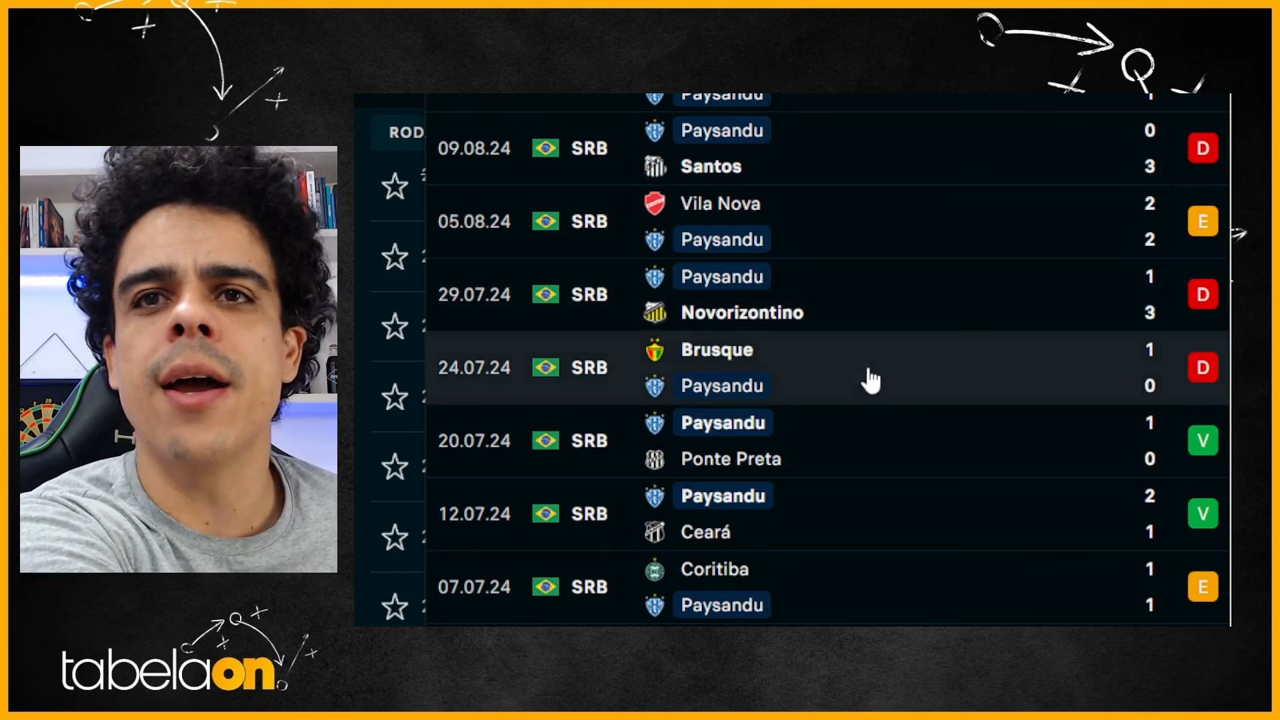 Paysandu 1
ROD
Paysandu 0
09.08.24 SRB D
Santos 3
Vila Nova 2
05.08.24 SRB E
Paysandu 2
Paysandu 1
29.07.24 SRB D
Novorizontino 3
Brusque 1
24.07.24 SRB D
Paysandu 0
Paysandu 1
20.07.24 SRB V
Ponte Preta 0
Paysandu 2
12.07.24 SRB V
Ceará 1
Coritiba 1
07.07.24 SRB E
Paysandu 1
tabelaon